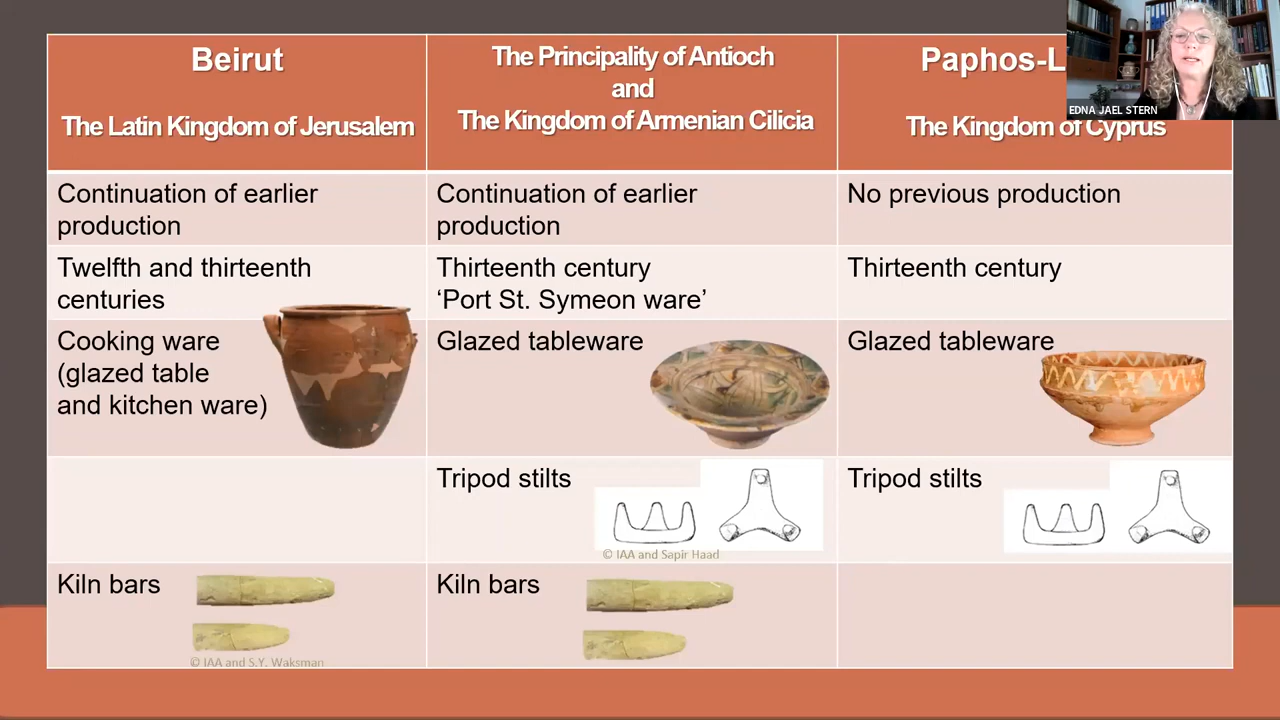 Beirut
The Latin Kingdom of Jerusalem
The Principality of Antioch
and
The Kingdom of Armenian Cilicia
Paphos-L
The Kingdom of Cyprus
EDNA JAEL STERN
Continuation of earlier
production
Continuation of earlier
production
No previous production
Twelfth and thirteenth
centuries
Thirteenth century
‘Port St. Symeon ware’
Thirteenth century
Cooking ware
(glazed table
and kitchen ware)
Glazed tableware
Glazed tableware
Tripod stilts
© IAA and Sapir Haad
Tripod stilts
Kiln bars
© IAA and S.Y. Waksman
Kiln bars